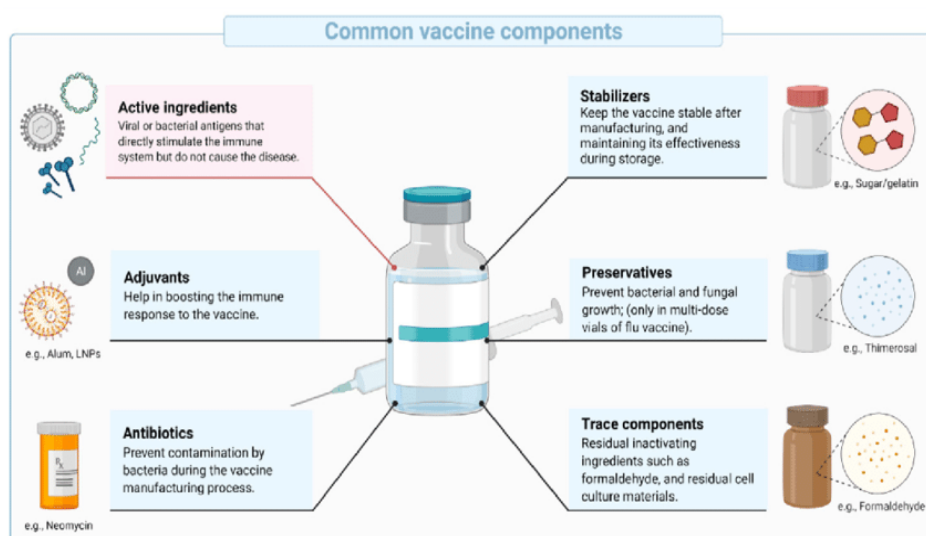 Common vaccine components
Active ingredients
Viral or bacterial antigens that
directly stimulate the immune
system but do not cause the disease.
Adjuvants
Help in boosting the immune
response to the vaccine.
Al
e.g., Alum, LNPs
Antibiotics
Prevent contamination by
bacteria during the vaccine
manufacturing process.
Rx
e.g., Neomycin
Stabilizers
Keep the vaccine stable after
manufacturing, and
maintaining its effectiveness
during storage.
e.g., Sugar/gelatin
Preservatives
Prevent bacterial and fungal
growth; (only in multi-dose
vials of flu vaccine).
e.g., Thimerosal
Trace components
Residual inactivating
ingredients such as
formaldehyde, and residual cell
culture materials.
e.g., Formaldehyde